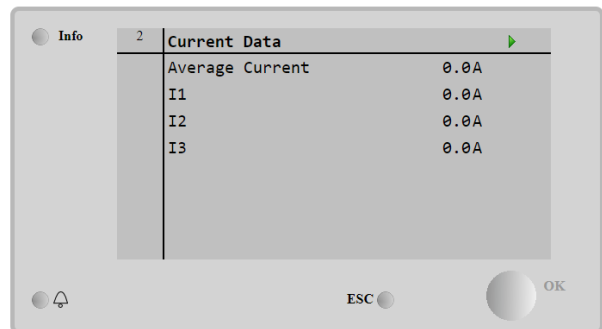 Info
2
Current Data
Average Current 0.0A
I1 0.0A
I2 0.0A
I3 0.0A
ESC
OK